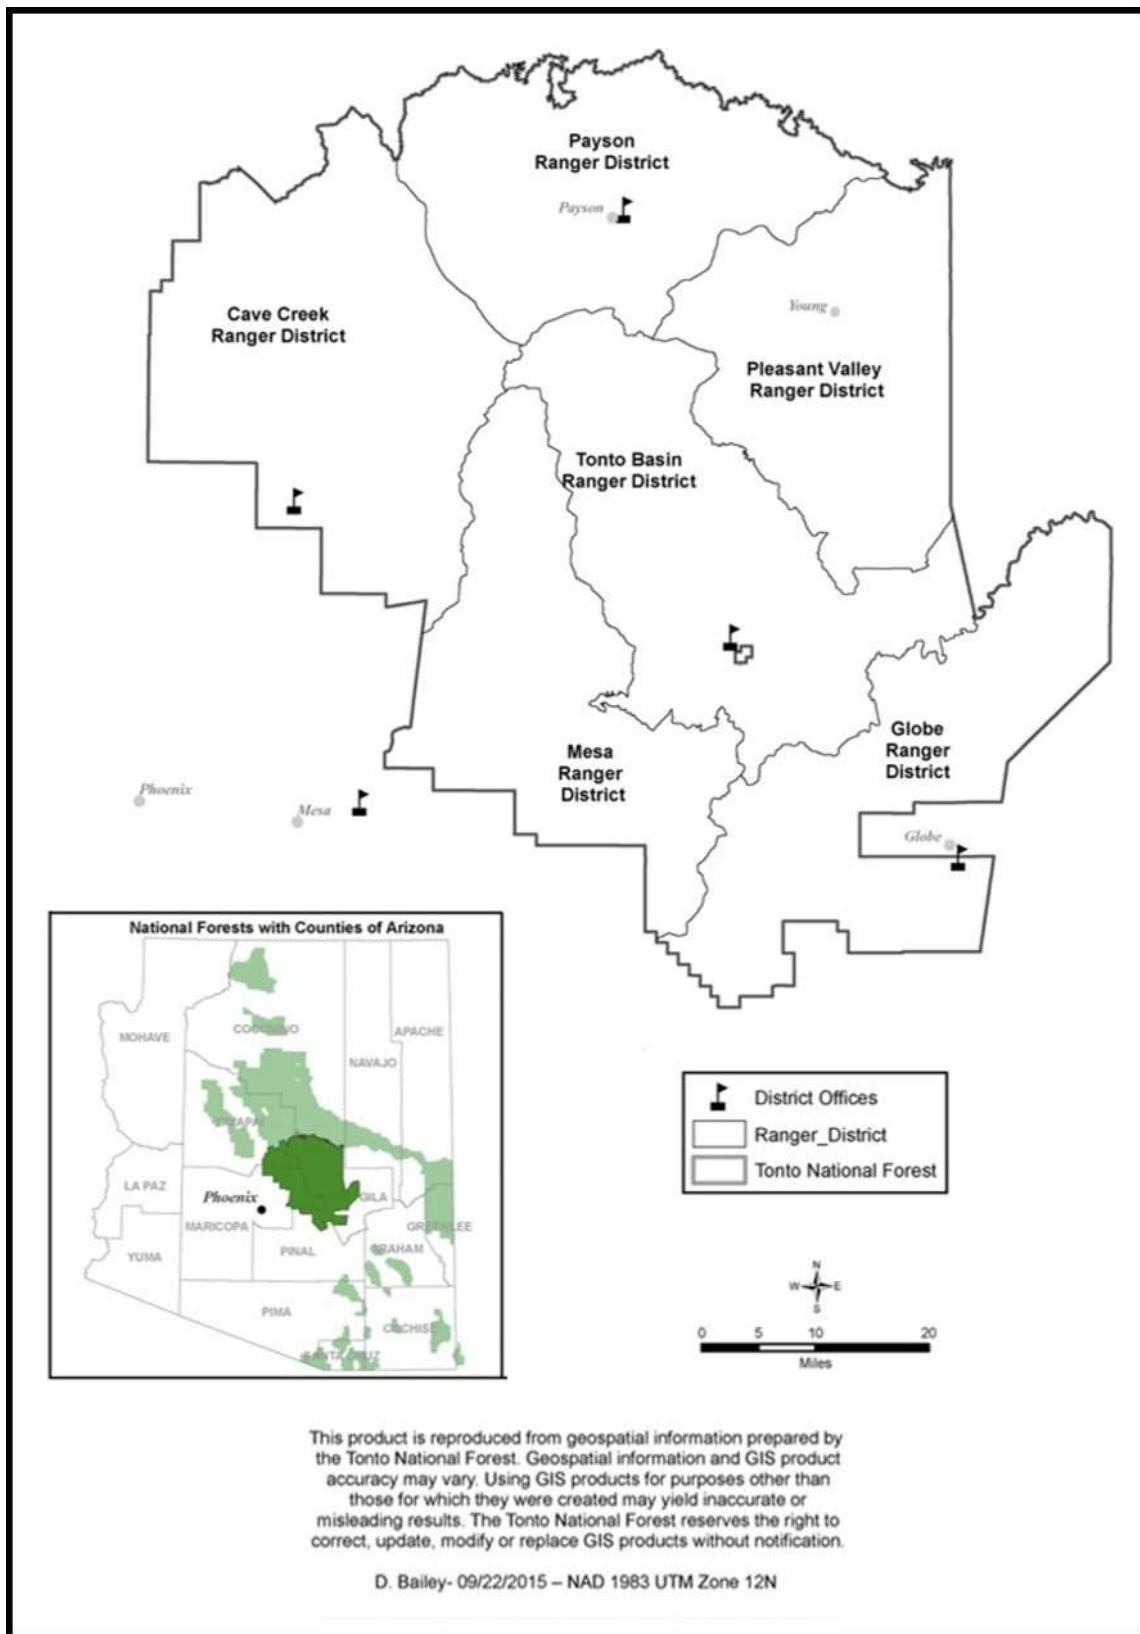 Payson
Ranger District
Payson
Cave Creek
Ranger District
Young
Pleasant Valley
Ranger District
Tonto Basin
Ranger District
Globe
Ranger
District
Mesa
Ranger
District
Phoenix
Mesa
Globe
National Forests with Counties of Arizona
MOHAVE
COCONINO
APACHE
NAVAJO
YAVAPAI
LA PAZ
Phoenix
GILA
MARICOPA
GREENLEE
YUMA
PINAL
GRAHAM
PIMA
COCHISE
SANTA CRUZ
District Offices
Ranger_District
Tonto National Forest
N
W E
S
0 5 10 20
Miles
This product is reproduced from geospatial information prepared by
the Tonto National Forest. Geospatial information and GIS product
accuracy may vary. Using GIS products for purposes other than
those for which they were created may yield inaccurate or
misleading results. The Tonto National Forest reserves the right to
correct, update, modify or replace GIS products without notification.
D. Bailey- 09/22/2015 – NAD 1983 UTM Zone 12N